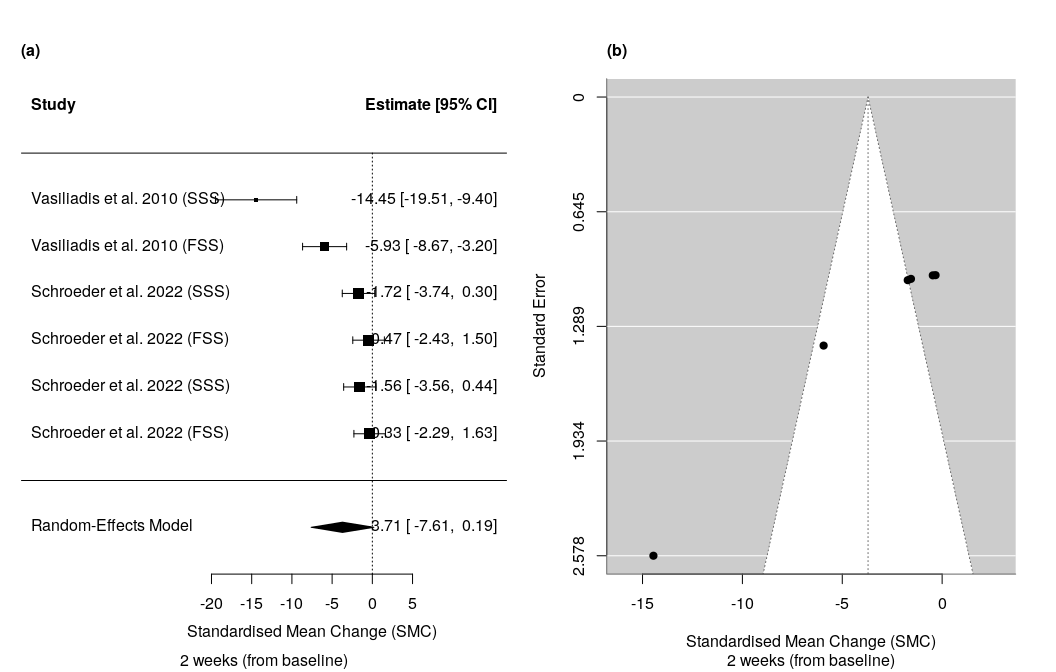 (a)
Study Estimate [95% CI]
Vasiliadis et al. 2010 (SSS) -14.45 [-19.51, -9.40]
Vasiliadis et al. 2010 (FSS) -5.93 [ -8.67, -3.20]
Schroeder et al. 2022 (SSS) -1.72 [ -3.74, 0.30]
Schroeder et al. 2022 (FSS) -0.47 [ -2.43, 1.50]
Schroeder et al. 2022 (SSS) -1.56 [ -3.56, 0.44]
Schroeder et al. 2022 (FSS) -0.33 [ -2.29, 1.63]
Random-Effects Model -3.71 [ -7.61, 0.19]
-20 -15 -10 -5 0 5
Standardised Mean Change (SMC)
2 weeks (from baseline)
(b)
Standard Error
0
0.645
1.289
1.934
2.578
-15 -10 -5 0
Standardised Mean Change (SMC)
2 weeks (from baseline)